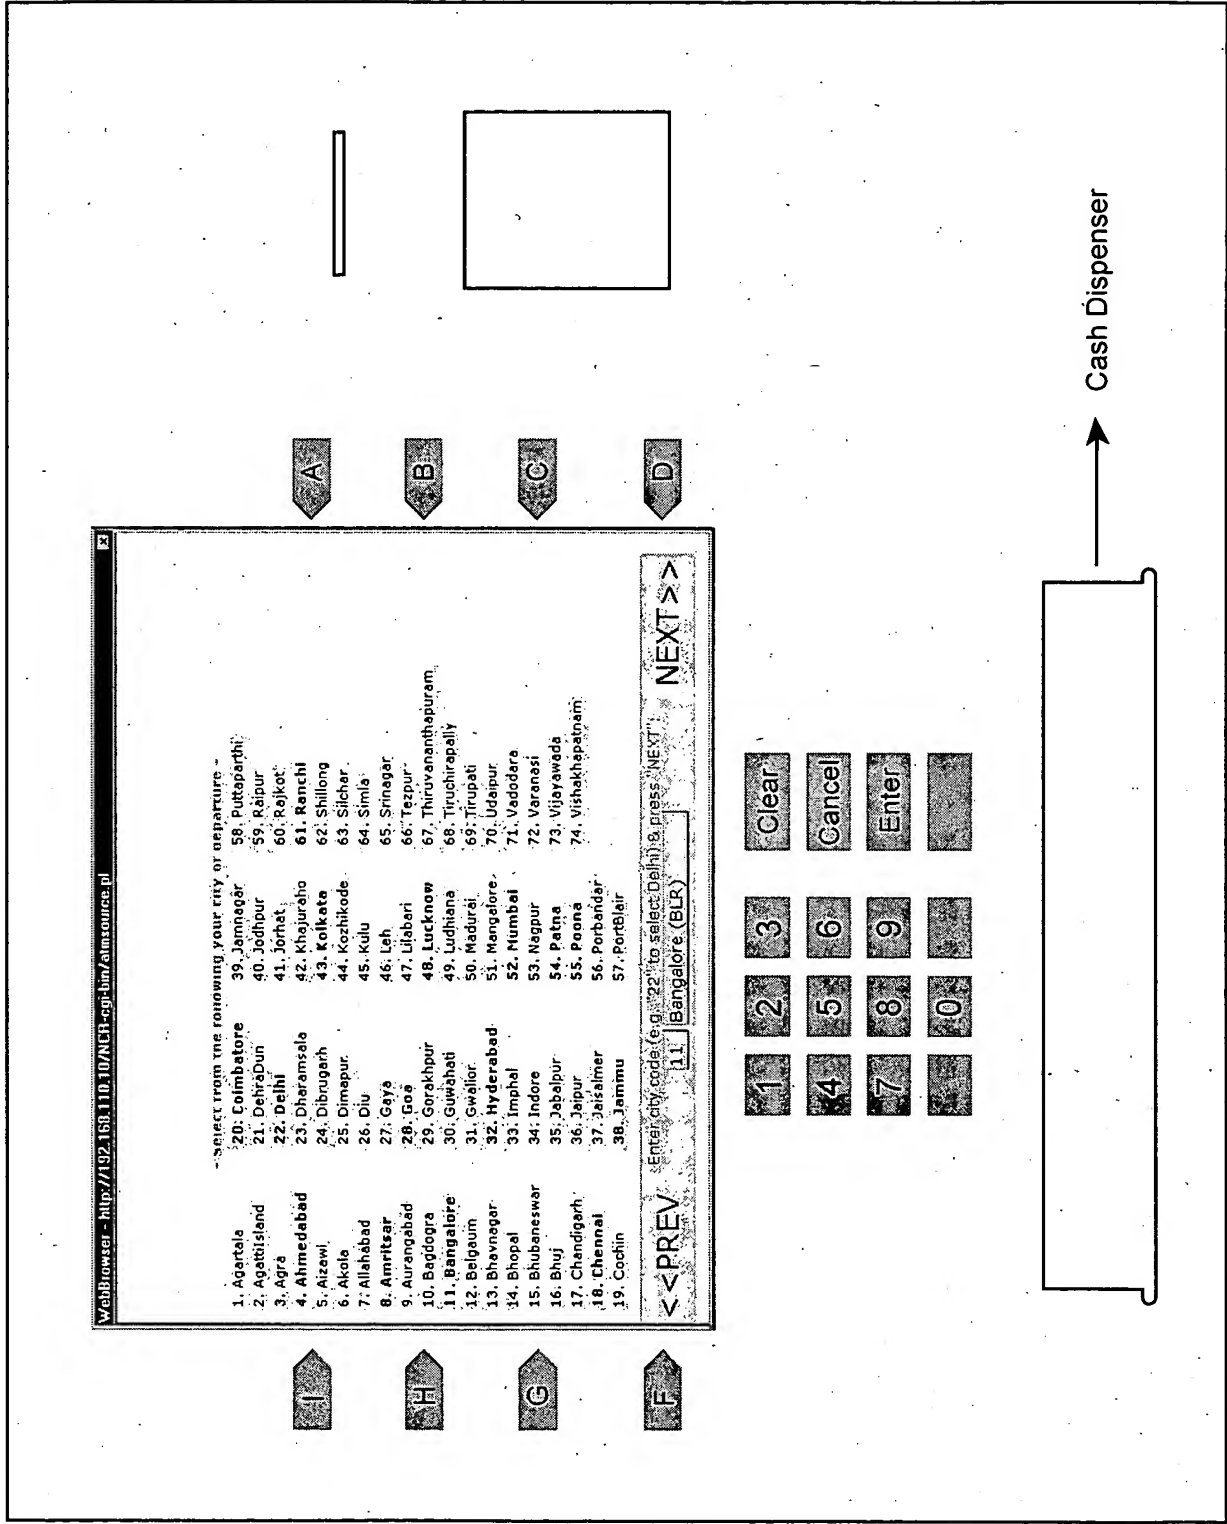 WebBrowser - http://192.168.110.10/NCR-cgi-bin/atmsource.pl
- Select from the following your city of departure -
1. Agartala 20. Coimbatore 39. Jamnagar 58. Puttaparthi
2. AgattiIsland 21. DehraDun 40. Jodhpur 59. Raipur
3. Agra 22. Delhi 41. Jorhat 60. Rajkot
4. Ahmedabad 23. Dharamsala 42. Khajuraho 61. Ranchi
5. Aizawl 24. Dibrugarh 43. Kolkata 62. Shillong
6. Akola 25. Dimapur 44. Kozhikode 63. Silchar
7. Allahabad 26. Diu 45. Kulu 64. Simla
8. Amritsar 27. Gaya 46. Leh 65. Srinagar
9. Aurangabad 28. Goa 47. Lilabari 66. Tezpur
10. Bagdogra 29. Gorakhpur 48. Lucknow 67. Thiruvananthapuram
11. Bangalore 30. Guwahati 49. Ludhiana 68. Tiruchirapally
12. Belgaum 31. Gwalior 50. Madurai 69. Tirupati
13. Bhavnagar 32. Hyderabad 51. Mangalore 70. Udaipur
14. Bhopal 33. Imphal 52. Mumbai 71. Vadodara
15. Bhubaneswar 34. Indore 53. Nagpur 72. Varanasi
16. Bhuj 35. Jabalpur 54. Patna 73. Vijayawada
17. Chandigarh 36. Jaipur 55. Poona 74. Vishakhapatnam
18. Chennai 37. Jaisalmer 56. Porbandar
19. Cochin 38. Jammu 57. PortBlair
<<PREV Enter city code (e.g. "22" to select Delhi) & press "NEXT": NEXT>>
11 Bangalore (BLR)
I A
H B
G C
F D
1 2 3 Clear
4 5 6 Cancel
7 8 9 Enter
0
Cash Dispenser